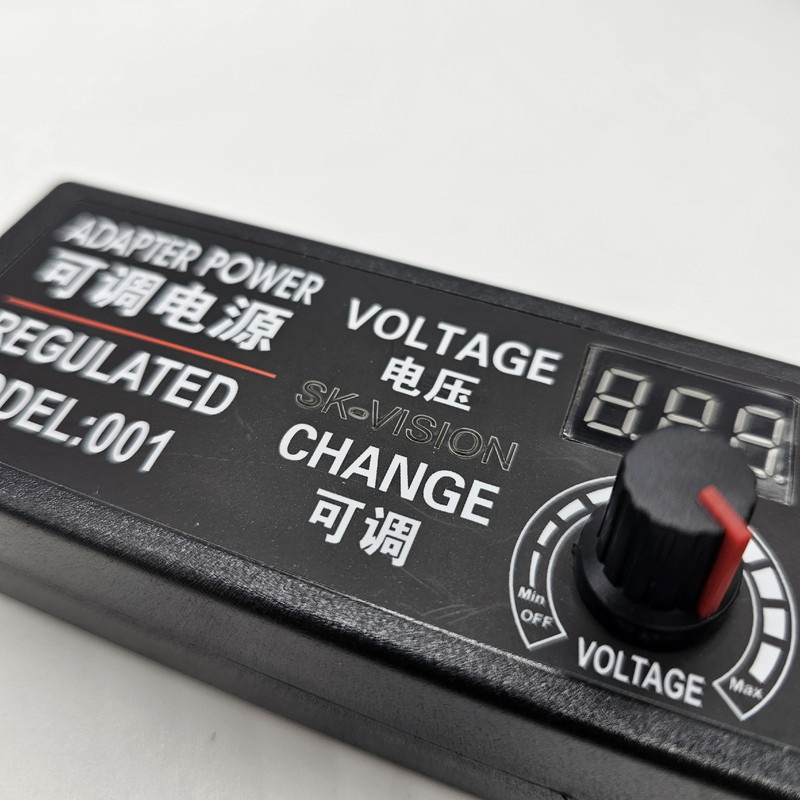 ADAPTER POWER
可调电源
REGULATED
MODEL:001
VOLTAGE
电压
SK-VISION
CHANGE
可调
Min
OFF
VOLTAGE
Max